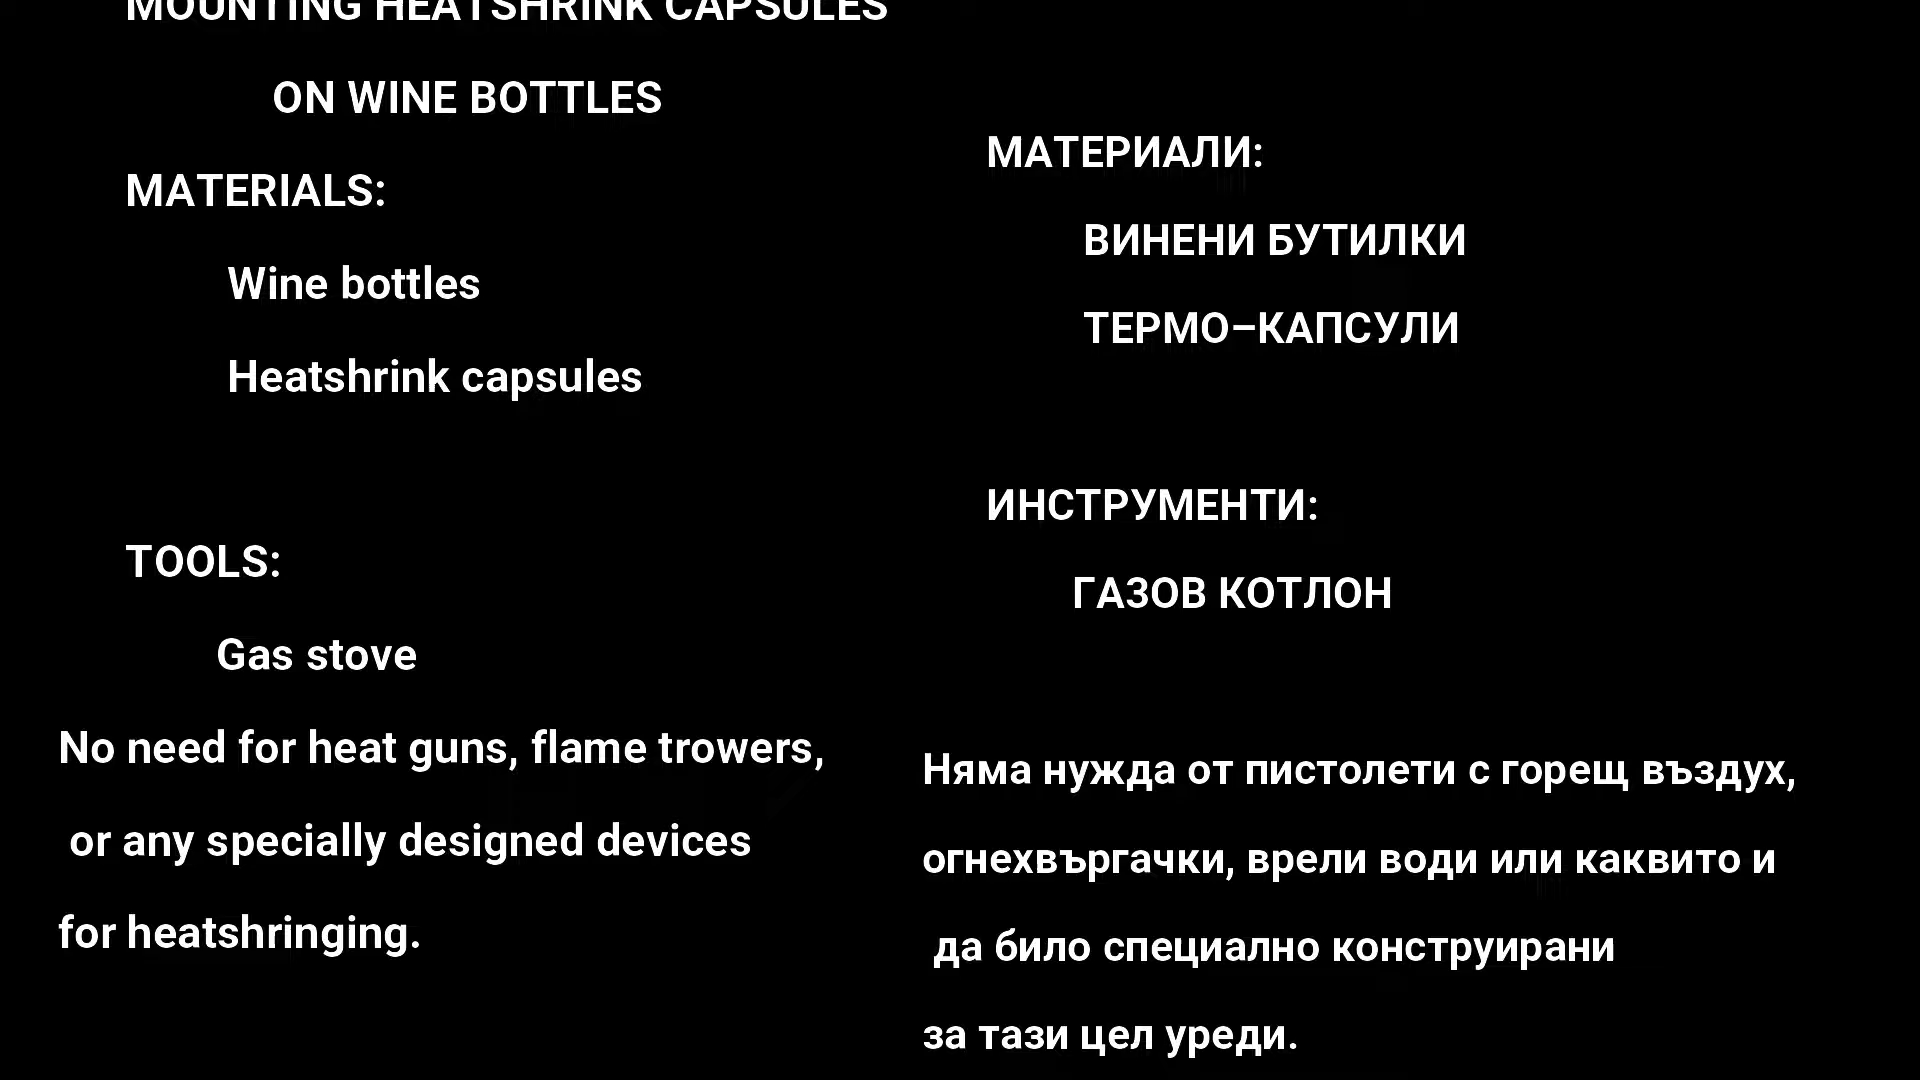 MOUNTING HEATSHRINK CAPSULES
ON WINE BOTTLES
MATERIALS:
Wine bottles
Heatshrink capsules
TOOLS:
Gas stove
No need for heat guns, flame trowers,
or any specially designed devices
for heatshringing.
МАТЕРИАЛИ:
ВИНЕНИ БУТИЛКИ
ТЕРМО–КАПСУЛИ
ИНСТРУМЕНТИ:
ГАЗОВ КОТЛОН
Няма нужда от пистолети с горещ въздух,
огнехвъргачки, врели води или каквито и
да било специално конструирани
за тази цел уреди.